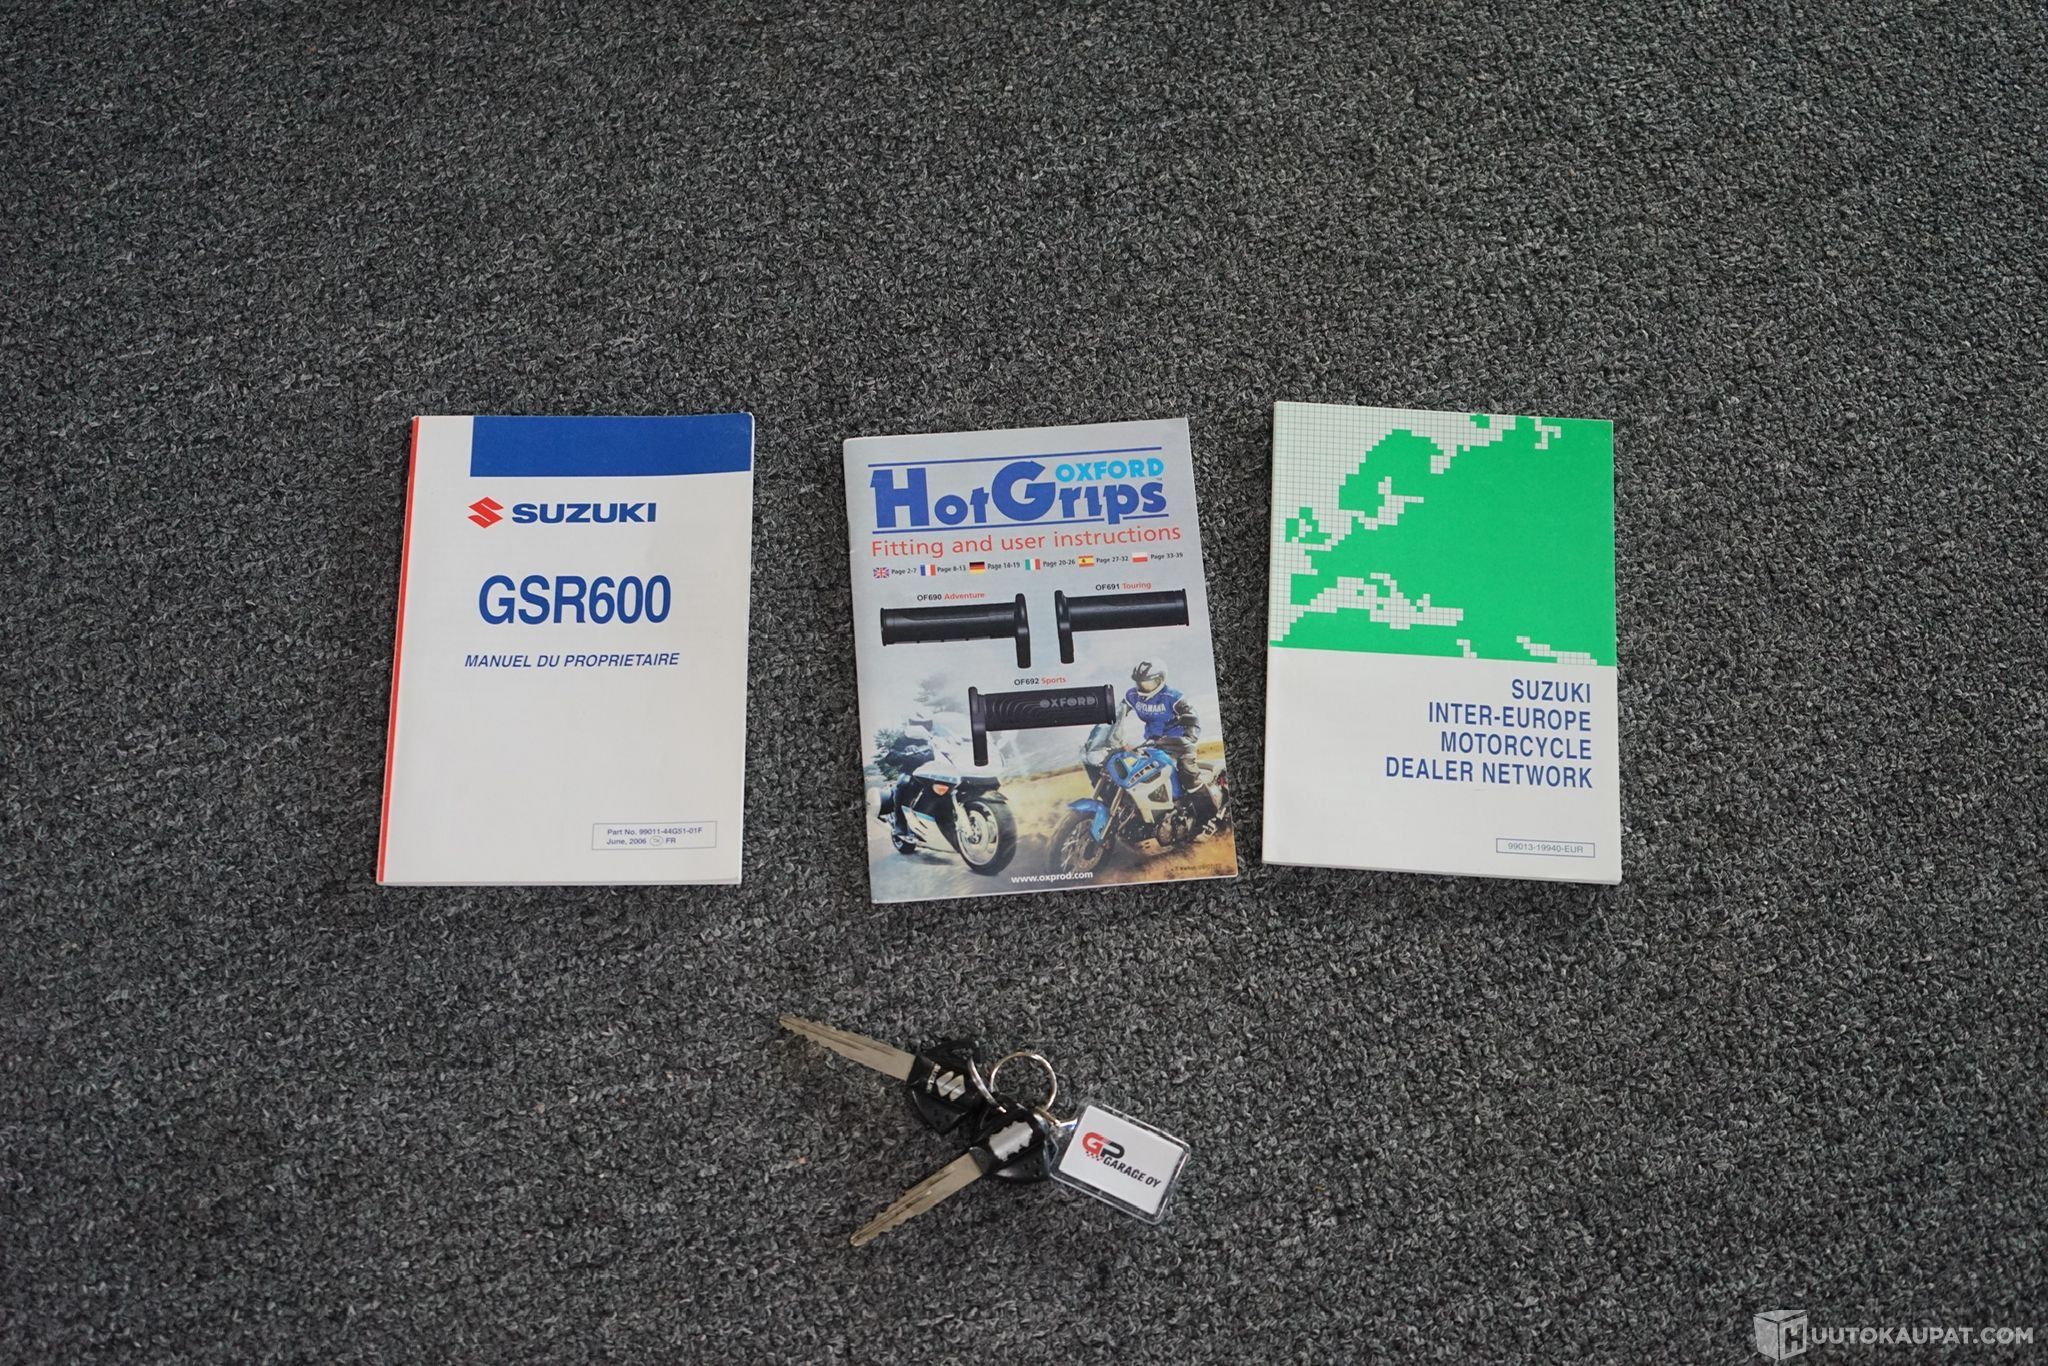 SUZUKI
GSR600
MANUEL DU PROPRIETAIRE
Part No. 99011-44G51-01F
June, 2006 TK FR
OXFORD
HotGrips
Fitting and user instructions
Page 2-7 Page 8-13 Page 14-19 Page 20-26 Page 27-32 Page 33-39
OF690 Adventure
OF691 Touring
OF692 Sports
OXFORD
YAMAHA
www.oxprod.com
SUZUKI
INTER-EUROPE
MOTORCYCLE
DEALER NETWORK
99013-19940-EUR
GP
GARAGE OY
HUUTOKAUPAT.COM